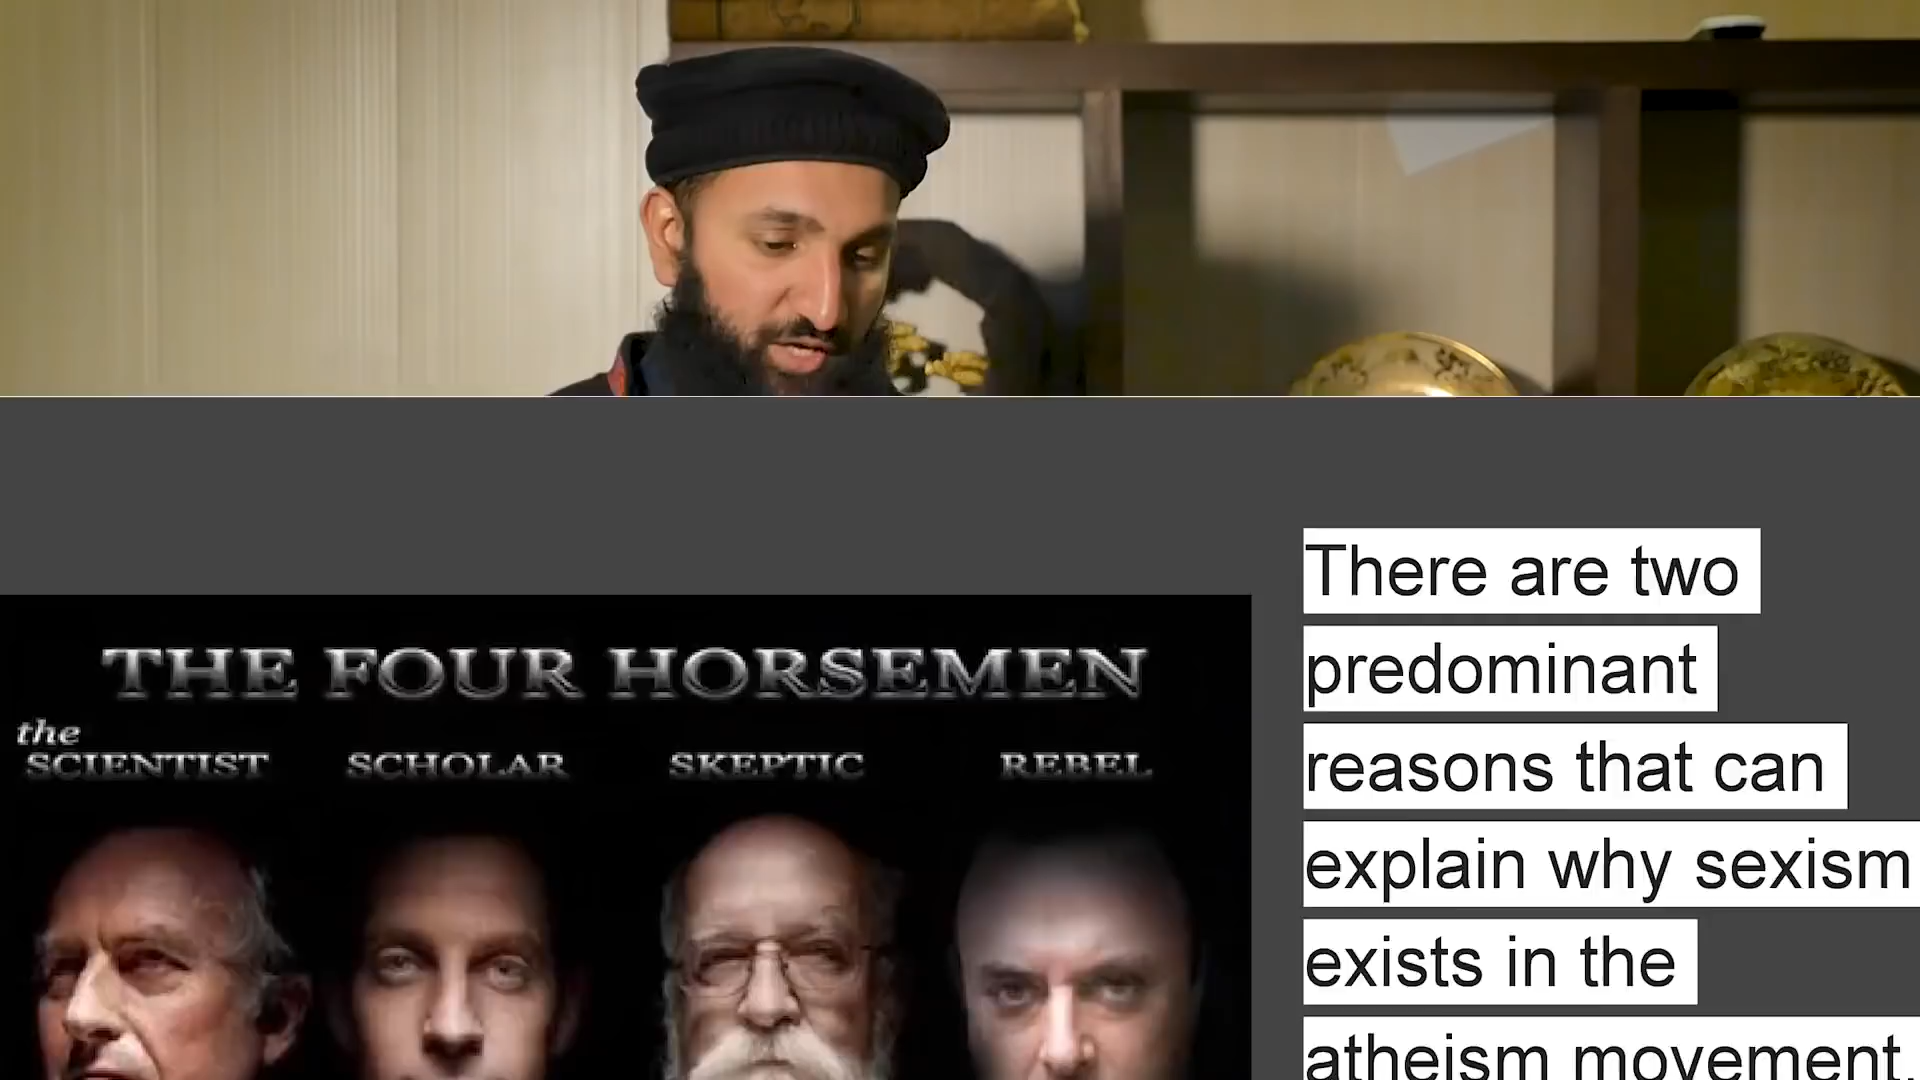 THE FOUR HORSEMEN
the
SCIENTIST SCHOLAR SKEPTIC REBEL
There are two
predominant
reasons that can
explain why sexism
exists in the
atheism movement.